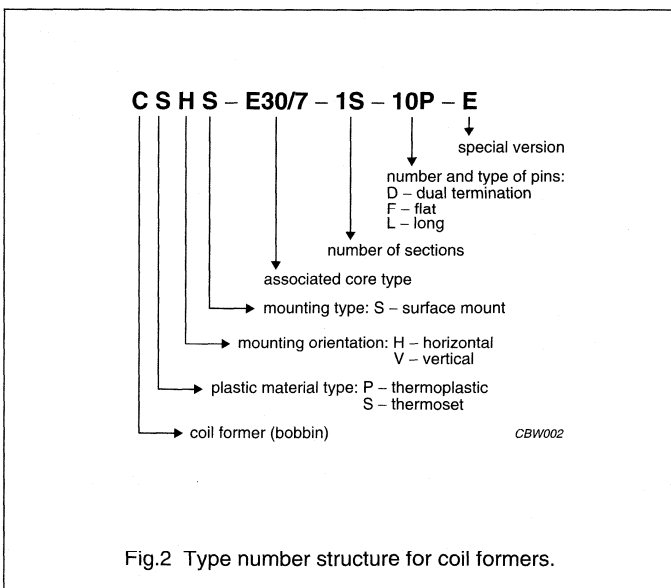 C S H S – E30/7 – 1S – 10P – E
special version
number and type of pins:
D – dual termination
F – flat
L – long
number of sections
associated core type
mounting type: S – surface mount
mounting orientation: H – horizontal
V – vertical
plastic material type: P – thermoplastic
S – thermoset
coil former (bobbin)
CBW002
Fig.2 Type number structure for coil formers.